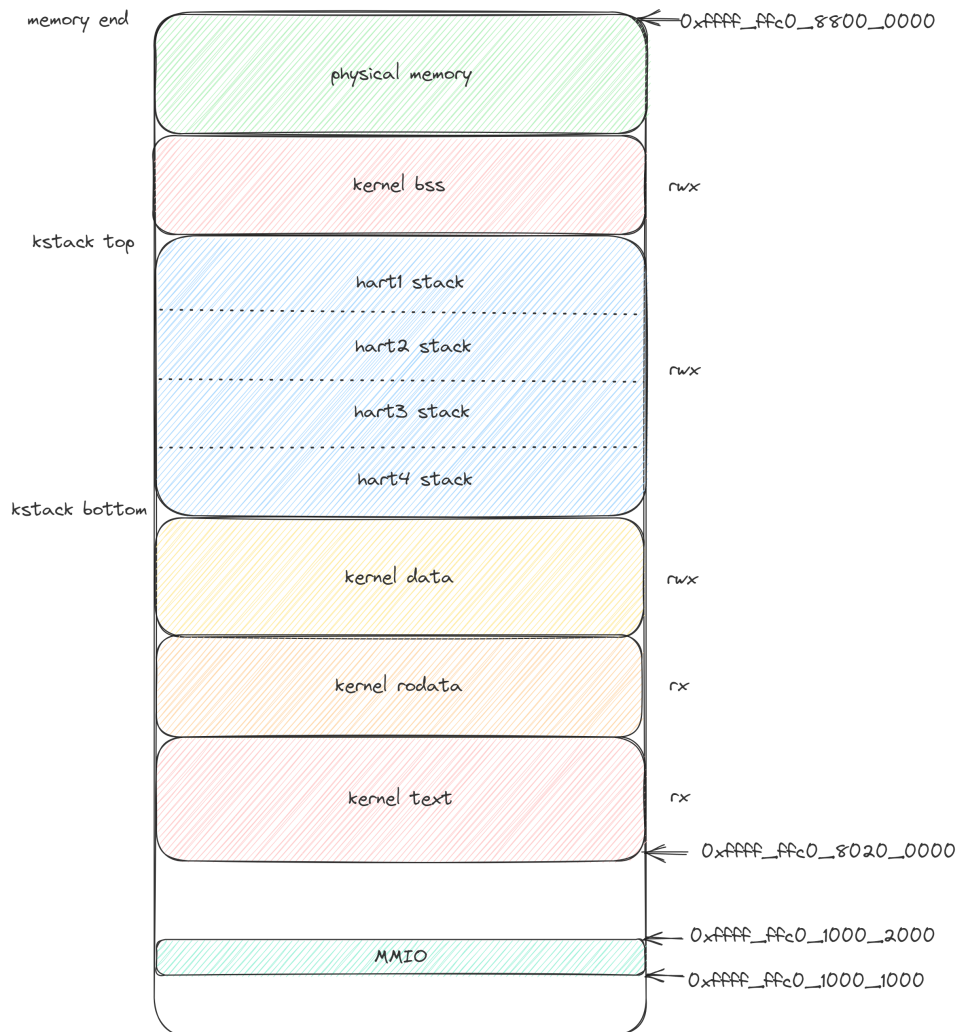 memory end
0xffff_ffc0_8800_0000
physical memory
kernel bss
rwx
kstack top
hart1 stack
hart2 stack
rwx
hart3 stack
hart4 stack
kstack bottom
kernel data
rwx
kernel rodata
rx
kernel text
rx
0xffff_ffc0_8020_0000
0xffff_ffc0_1000_2000
MMIO
0xffff_ffc0_1000_1000